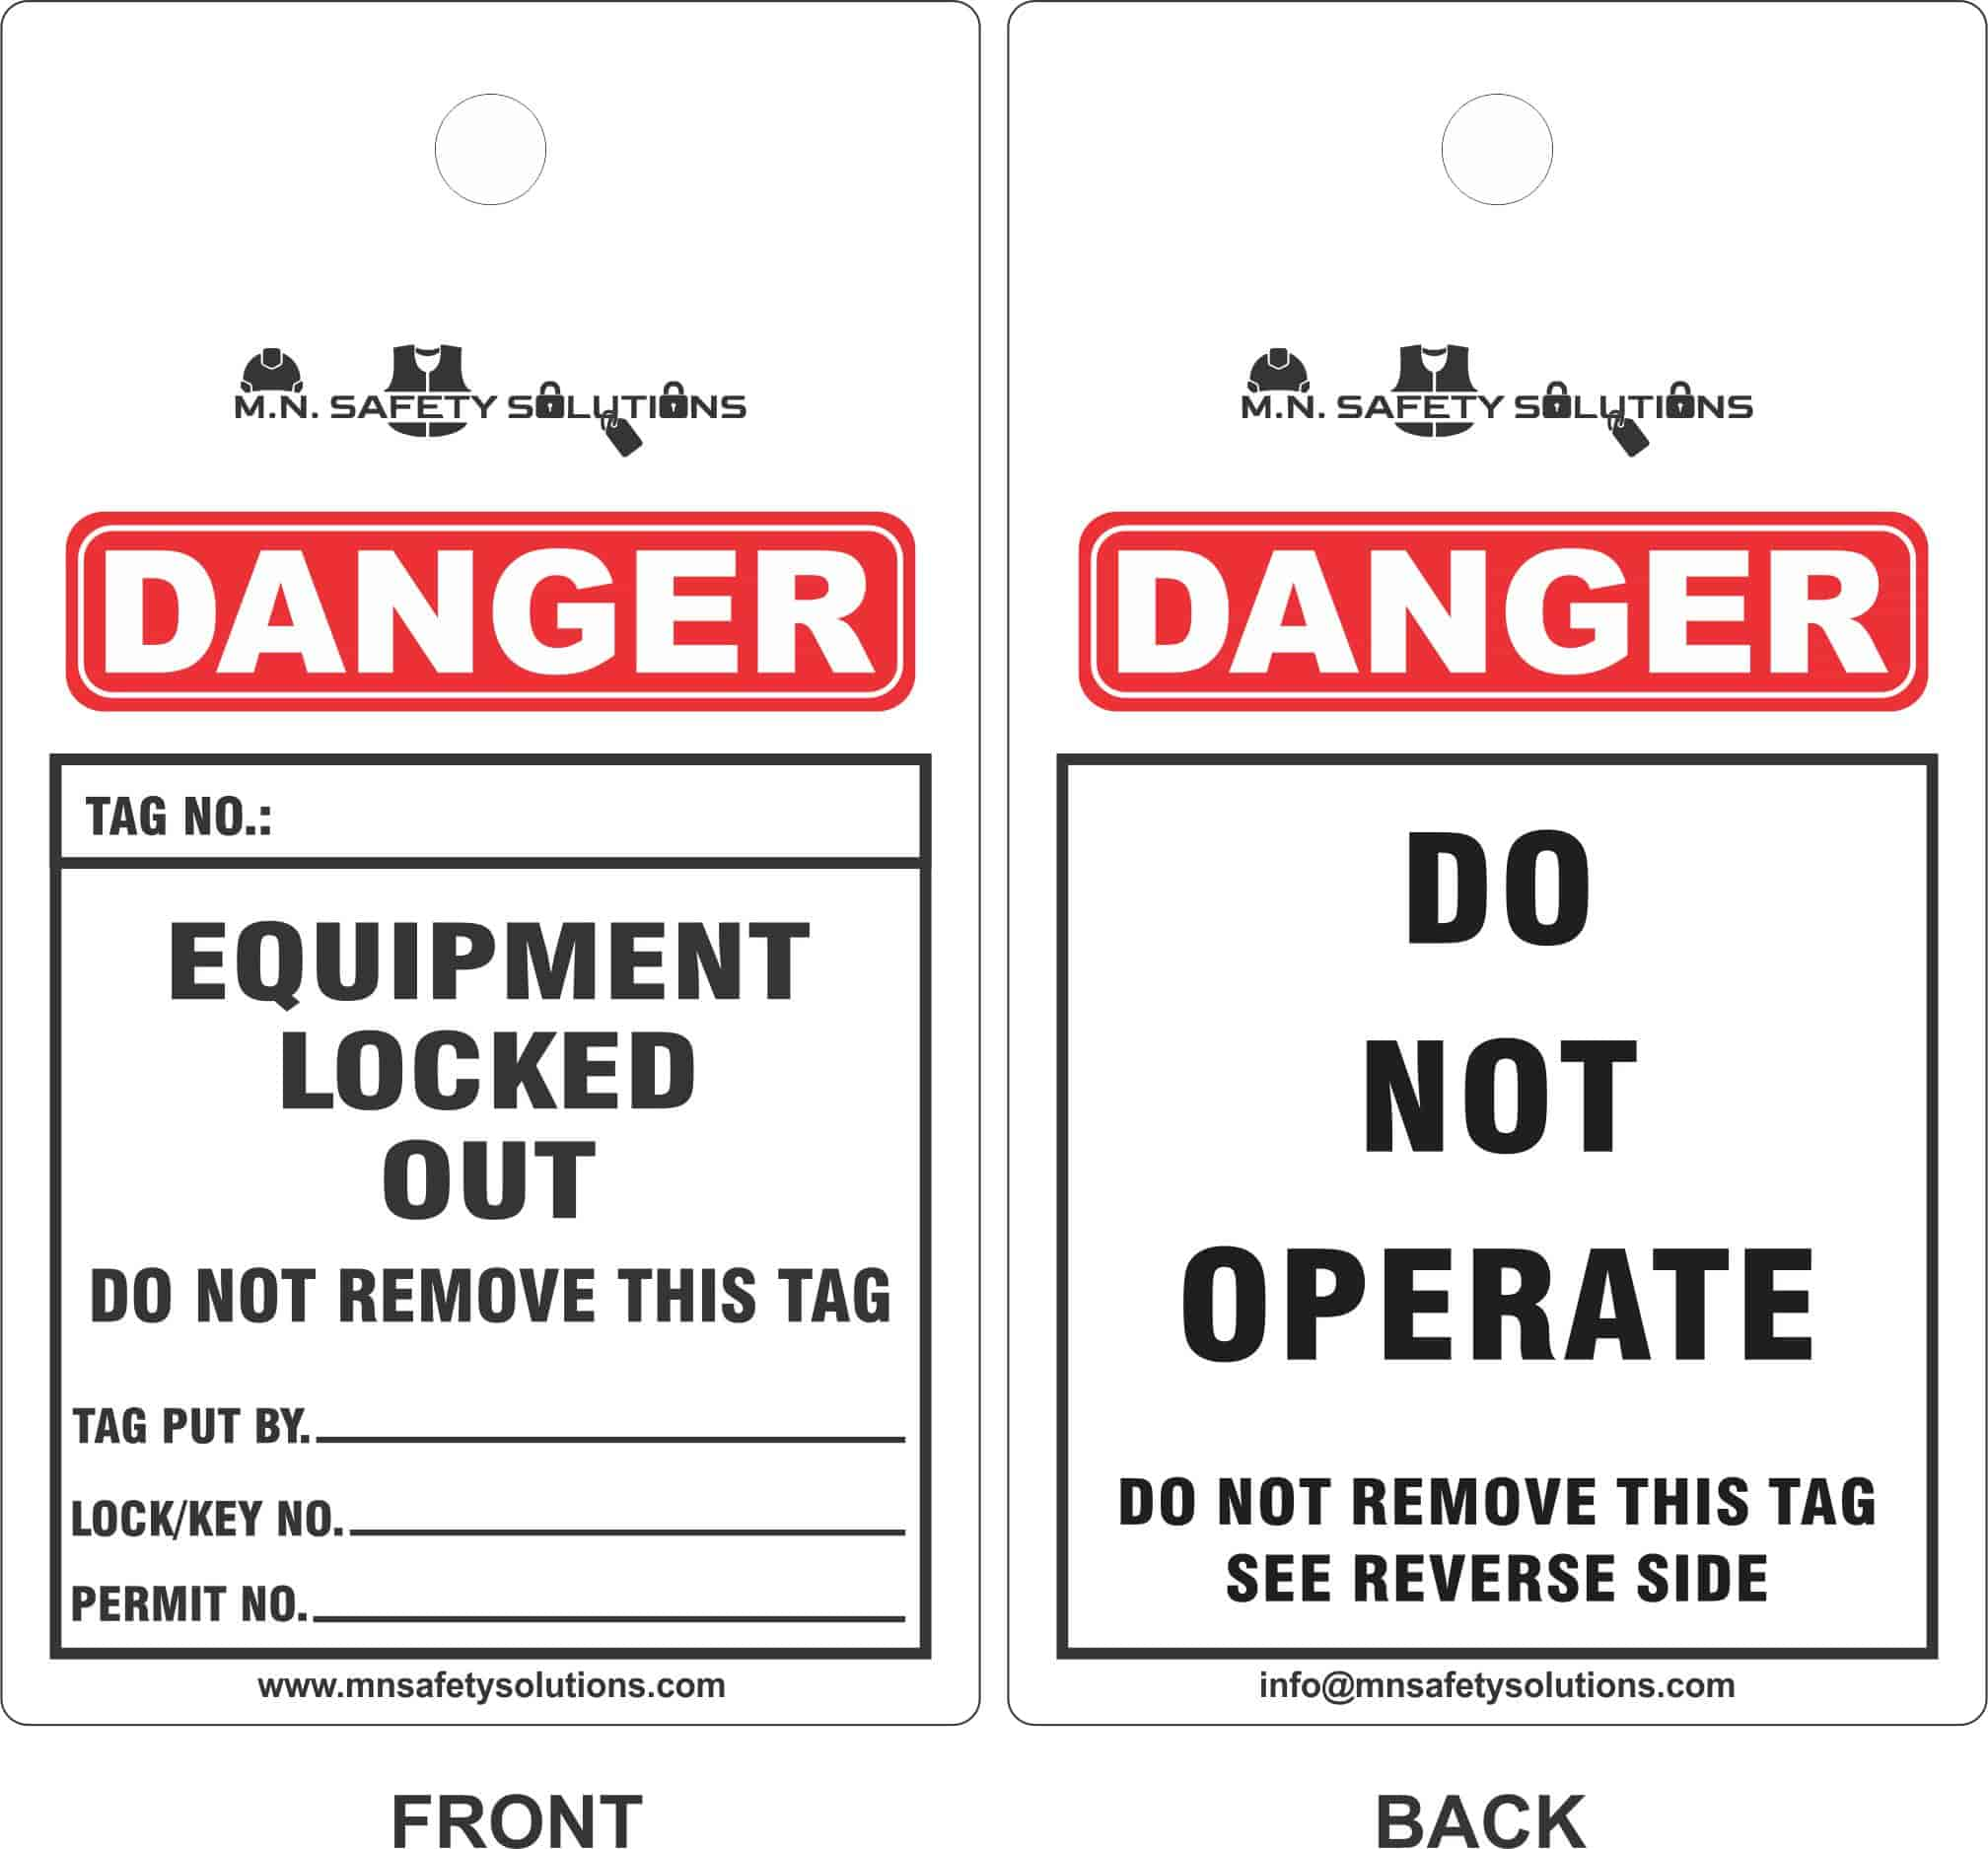 M.N. SAFETY SOLUTIONS
DANGER
TAG NO.:
EQUIPMENT
LOCKED
OUT
DO NOT REMOVE THIS TAG
TAG PUT BY.
LOCK/KEY NO.
PERMIT NO.
www.mnsafetysolutions.com
FRONT
M.N. SAFETY SOLUTIONS
DANGER
DO
NOT
OPERATE
DO NOT REMOVE THIS TAG
SEE REVERSE SIDE
info@mnsafetysolutions.com
BACK